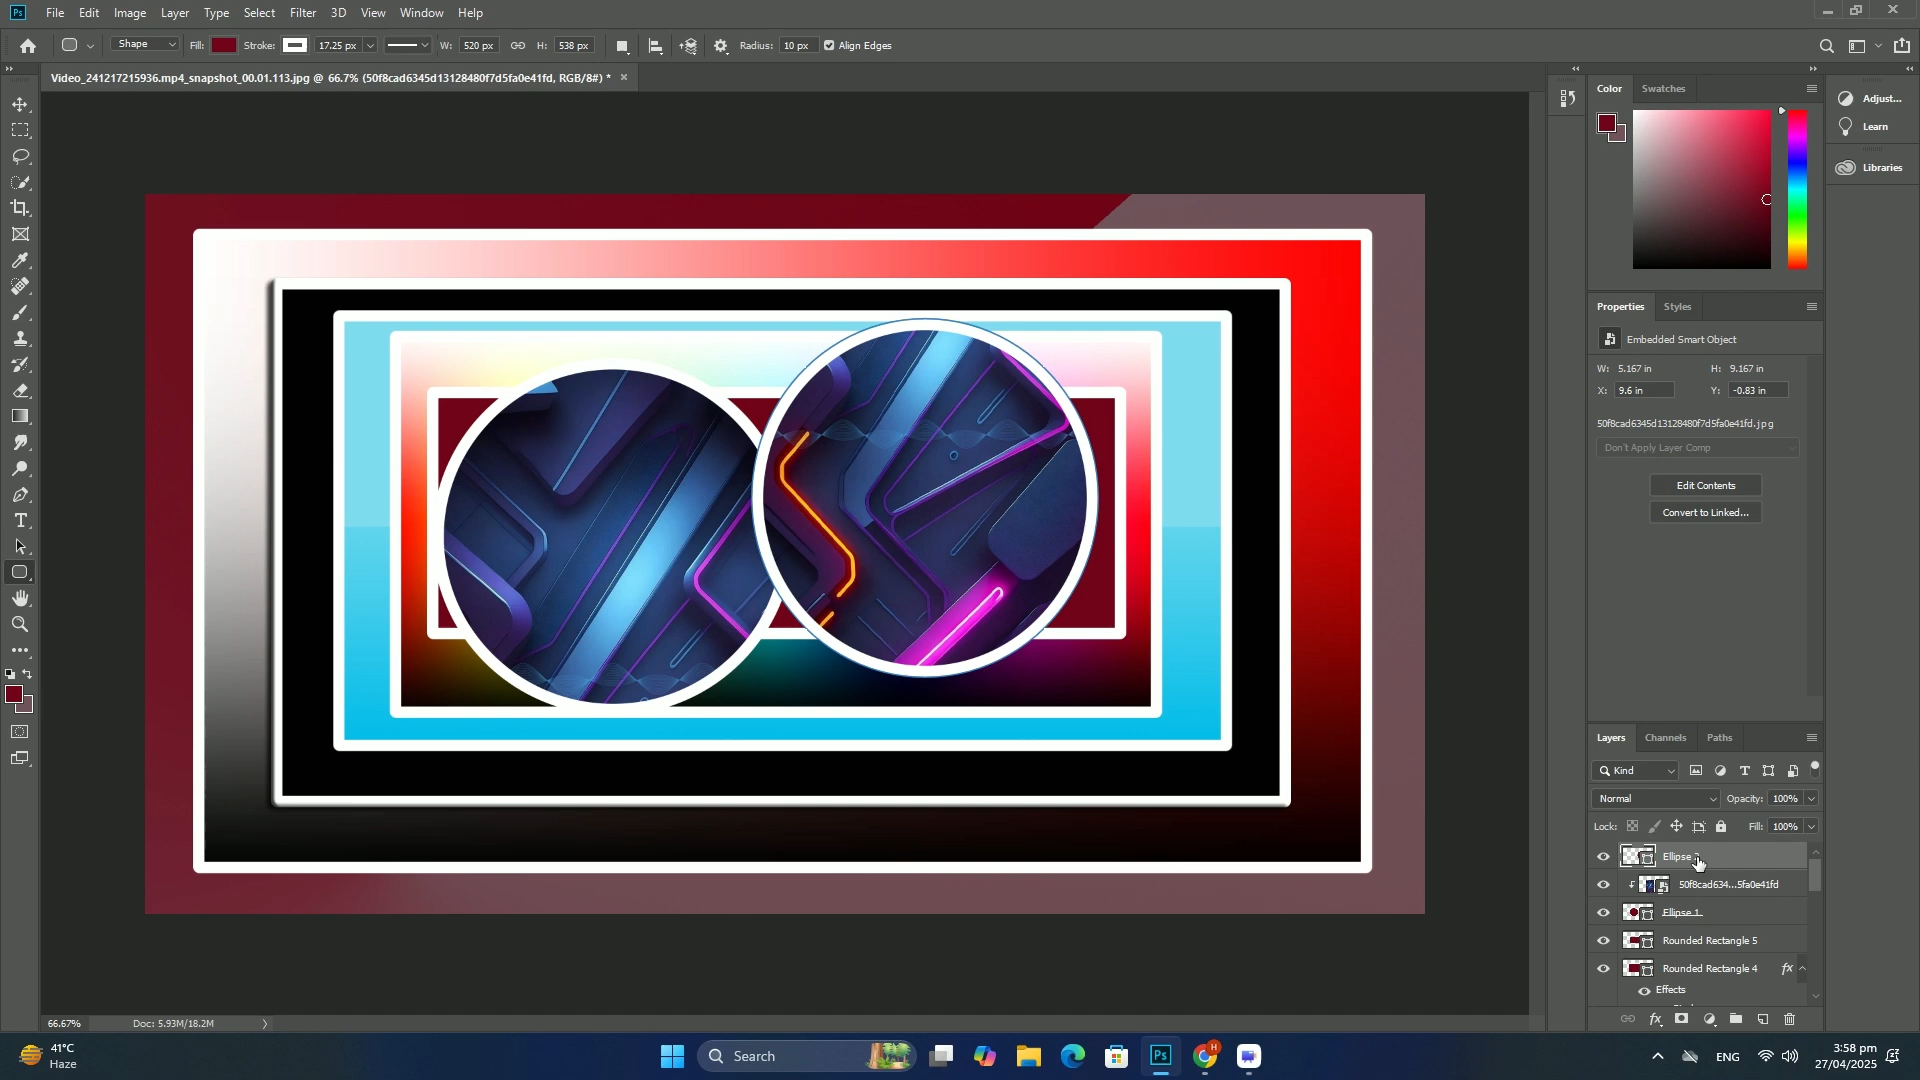 Ps File Edit Image Layer Type Select Filter 3D View Window Help
Shape Fill: Stroke: 17.25 px W: 520 px H: 538 px Radius: 10 px Align Edges
Video_241217215936.mp4_snapshot_00.01.113.jpg @ 66.7% (50f8cad6345d13128480f7d5fa0e41fd, RGB/8#) *
Color Swatches
Adjust...
Learn
Libraries
Properties Styles
Embedded Smart Object
W: 5.167 in H: 9.167 in
X: 9.6 in Y: -0.83 in
50f8cad6345d13128480f7d5fa0e41fd.jpg
Don't Apply Layer Comp
Edit Contents
Convert to Linked...
Layers Channels Paths
Kind
Normal Opacity: 100%
Lock: Fill: 100%
Ellipse
50f8cad634...5fa0e41fd
Ellipse 1
Rounded Rectangle 5
Rounded Rectangle 4 fx
Effects
66.67% Doc: 5.93M/18.2M
41°C
Haze
Search
Ps
H
ENG
3:58 pm
27/04/2025